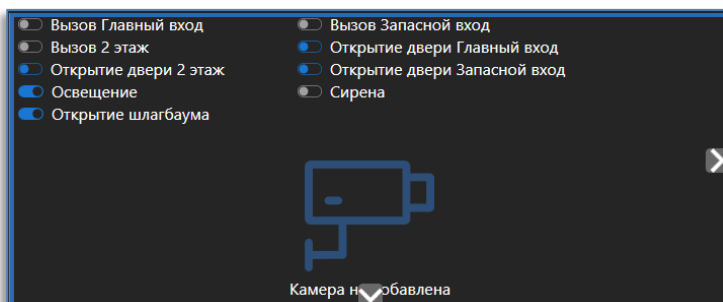 Вызов Главный вход
Вызов Запасной вход
Вызов 2 этаж
Открытие двери Главный вход
Открытие двери 2 этаж
Открытие двери Запасной вход
Освещение
Сирена
Открытие шлагбаума
Камера обавлена